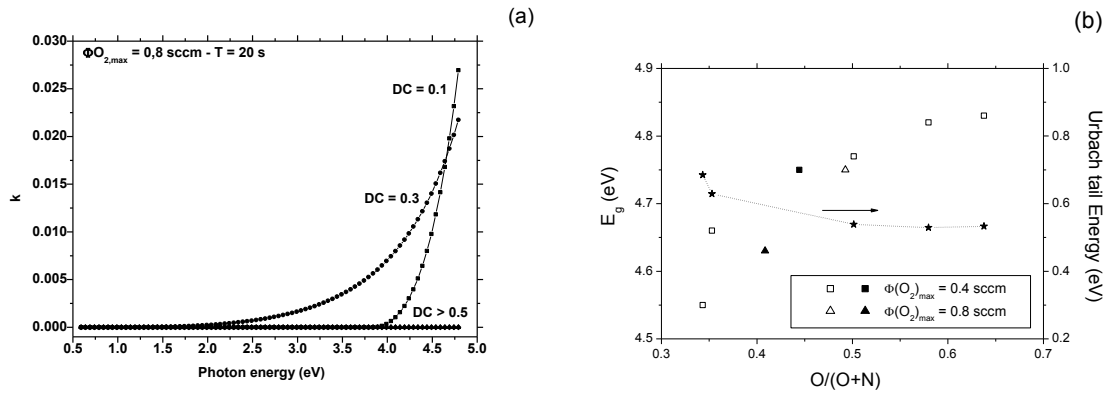 (a)
0.030
0.025
0.020
0.015
0.010
0.005
0.000
k
ΦO2,max = 0,8 sccm - T = 20 s
DC = 0.1
DC = 0.3
DC > 0.5
0.5 1.0 1.5 2.0 2.5 3.0 3.5 4.0 4.5 5.0
Photon energy (eV)
(b)
4.9
4.8
4.7
4.6
4.5
Eg (eV)
1.0
0.8
0.6
0.4
0.2
Urbach tail Energy (eV)
Φ(O2)max = 0.4 sccm
Φ(O2)max = 0.8 sccm
0.3 0.4 0.5 0.6 0.7
O/(O+N)